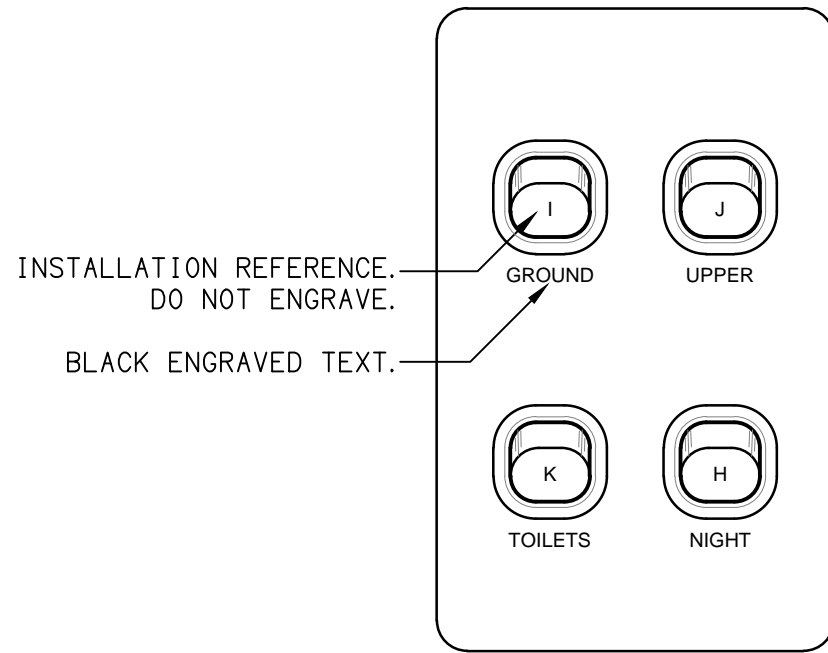 I
J
INSTALLATION REFERENCE.
DO NOT ENGRAVE.
GROUND
UPPER
BLACK ENGRAVED TEXT.
K
H
TOILETS
NIGHT